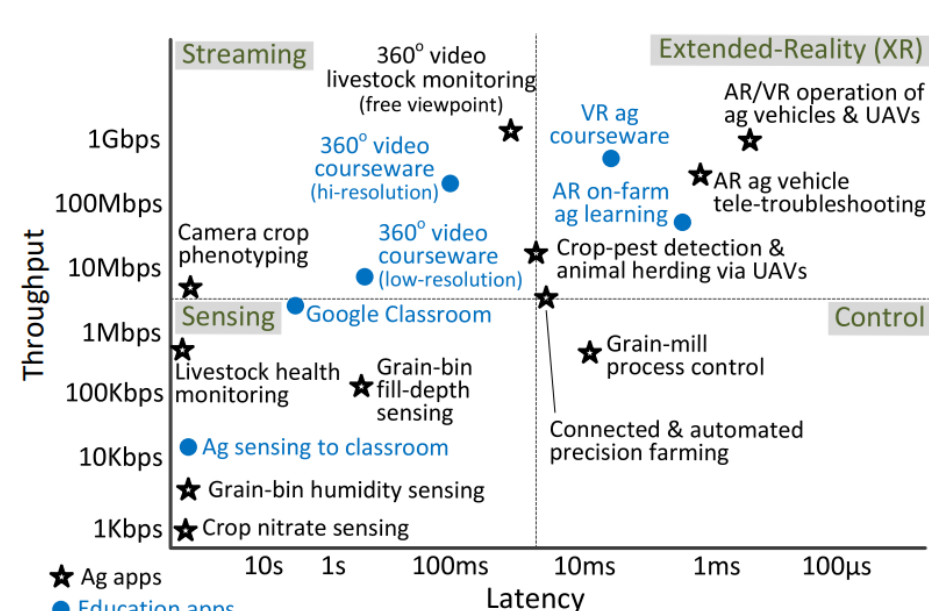 Streaming
360° video
livestock monitoring
(free viewpoint)
Extended-Reality (XR)
AR/VR operation of
ag vehicles & UAVs
VR ag
courseware
1Gbps
360° video
courseware
(hi-resolution)
AR ag vehicle
tele-troubleshooting
AR on-farm
ag learning
100Mbps
Camera crop
phenotyping
360° video
courseware
(low-resolution)
Crop-pest detection &
animal herding via UAVs
10Mbps
Throughput
Sensing
Google Classroom
Control
1Mbps
Livestock health
monitoring
Grain-bin
fill-depth
sensing
Grain-mill
process control
100Kbps
Connected & automated
precision farming
Ag sensing to classroom
10Kbps
Grain-bin humidity sensing
1Kbps
Crop nitrate sensing
10s 1s 100ms 10ms 1ms 100µs
Latency
Ag apps
Education apps